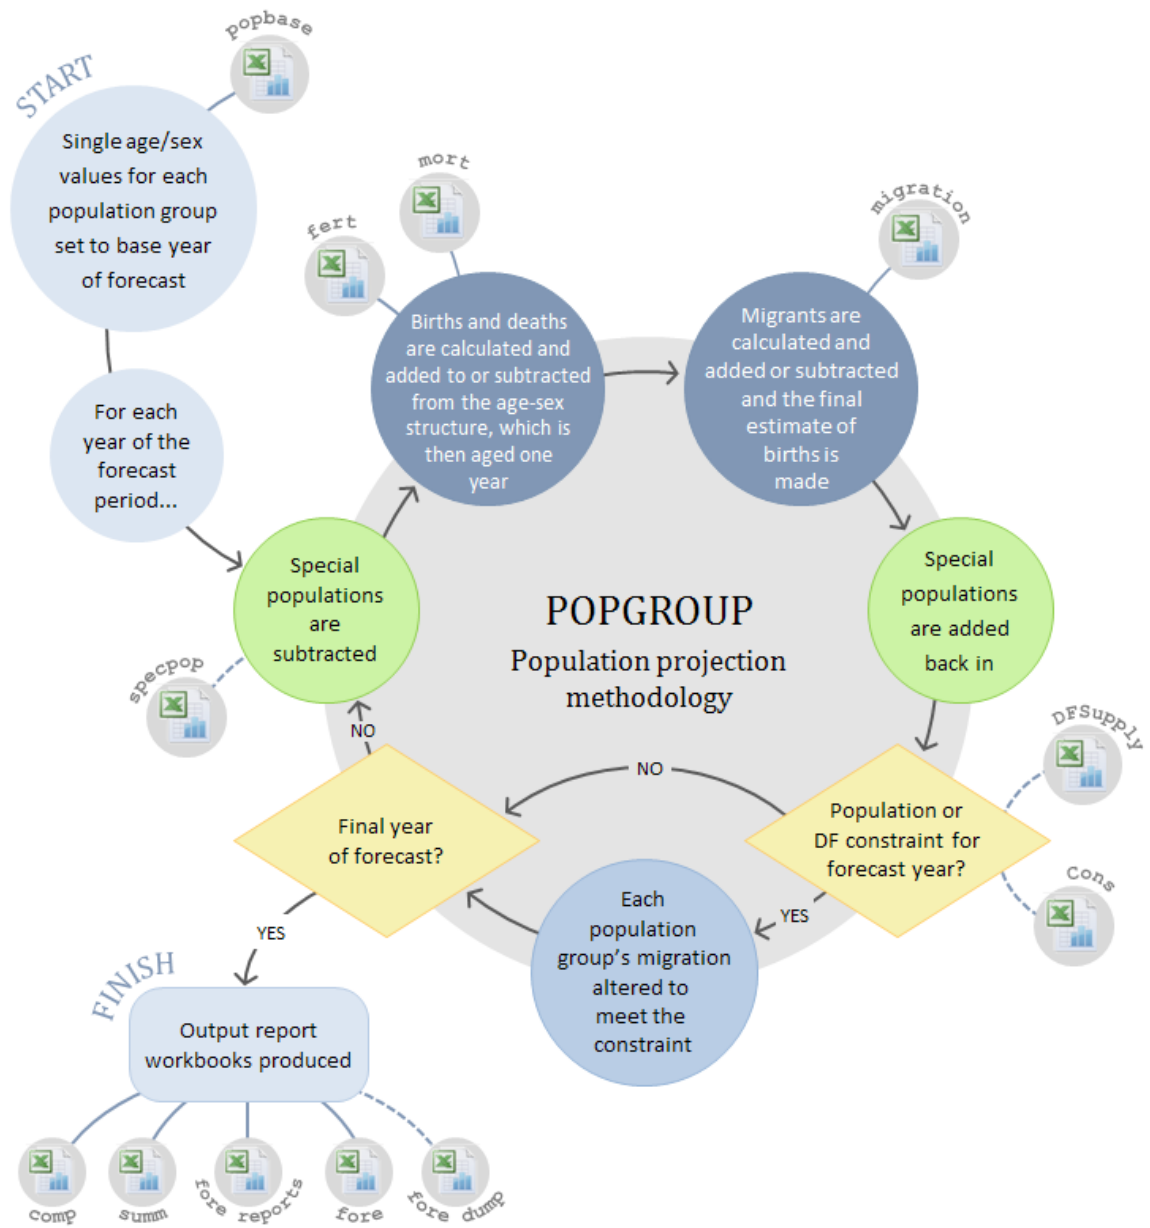 popbase
START
Single age/sex
values for each
population group
set to base year
of forecast
mort
fert
migration
For each
year of the
forecast
period...
Births and deaths
are calculated and
added to or subtracted
from the age-sex
structure, which is
then aged one
year
Migrants are
calculated and
added or subtracted
and the final
estimate of
births is
made
Special
populations
are
subtracted
specpop
POPGROUP
Population projection
methodology
Special
populations
are added
back in
DFSupply
NO
NO
Final year
of forecast?
Population or
DF constraint for
forecast year?
Cons
YES
YES
Each
population
group's migration
altered to
meet the
constraint
FINISH
Output report
workbooks produced
comp
summ
fore reports
fore
fore dump